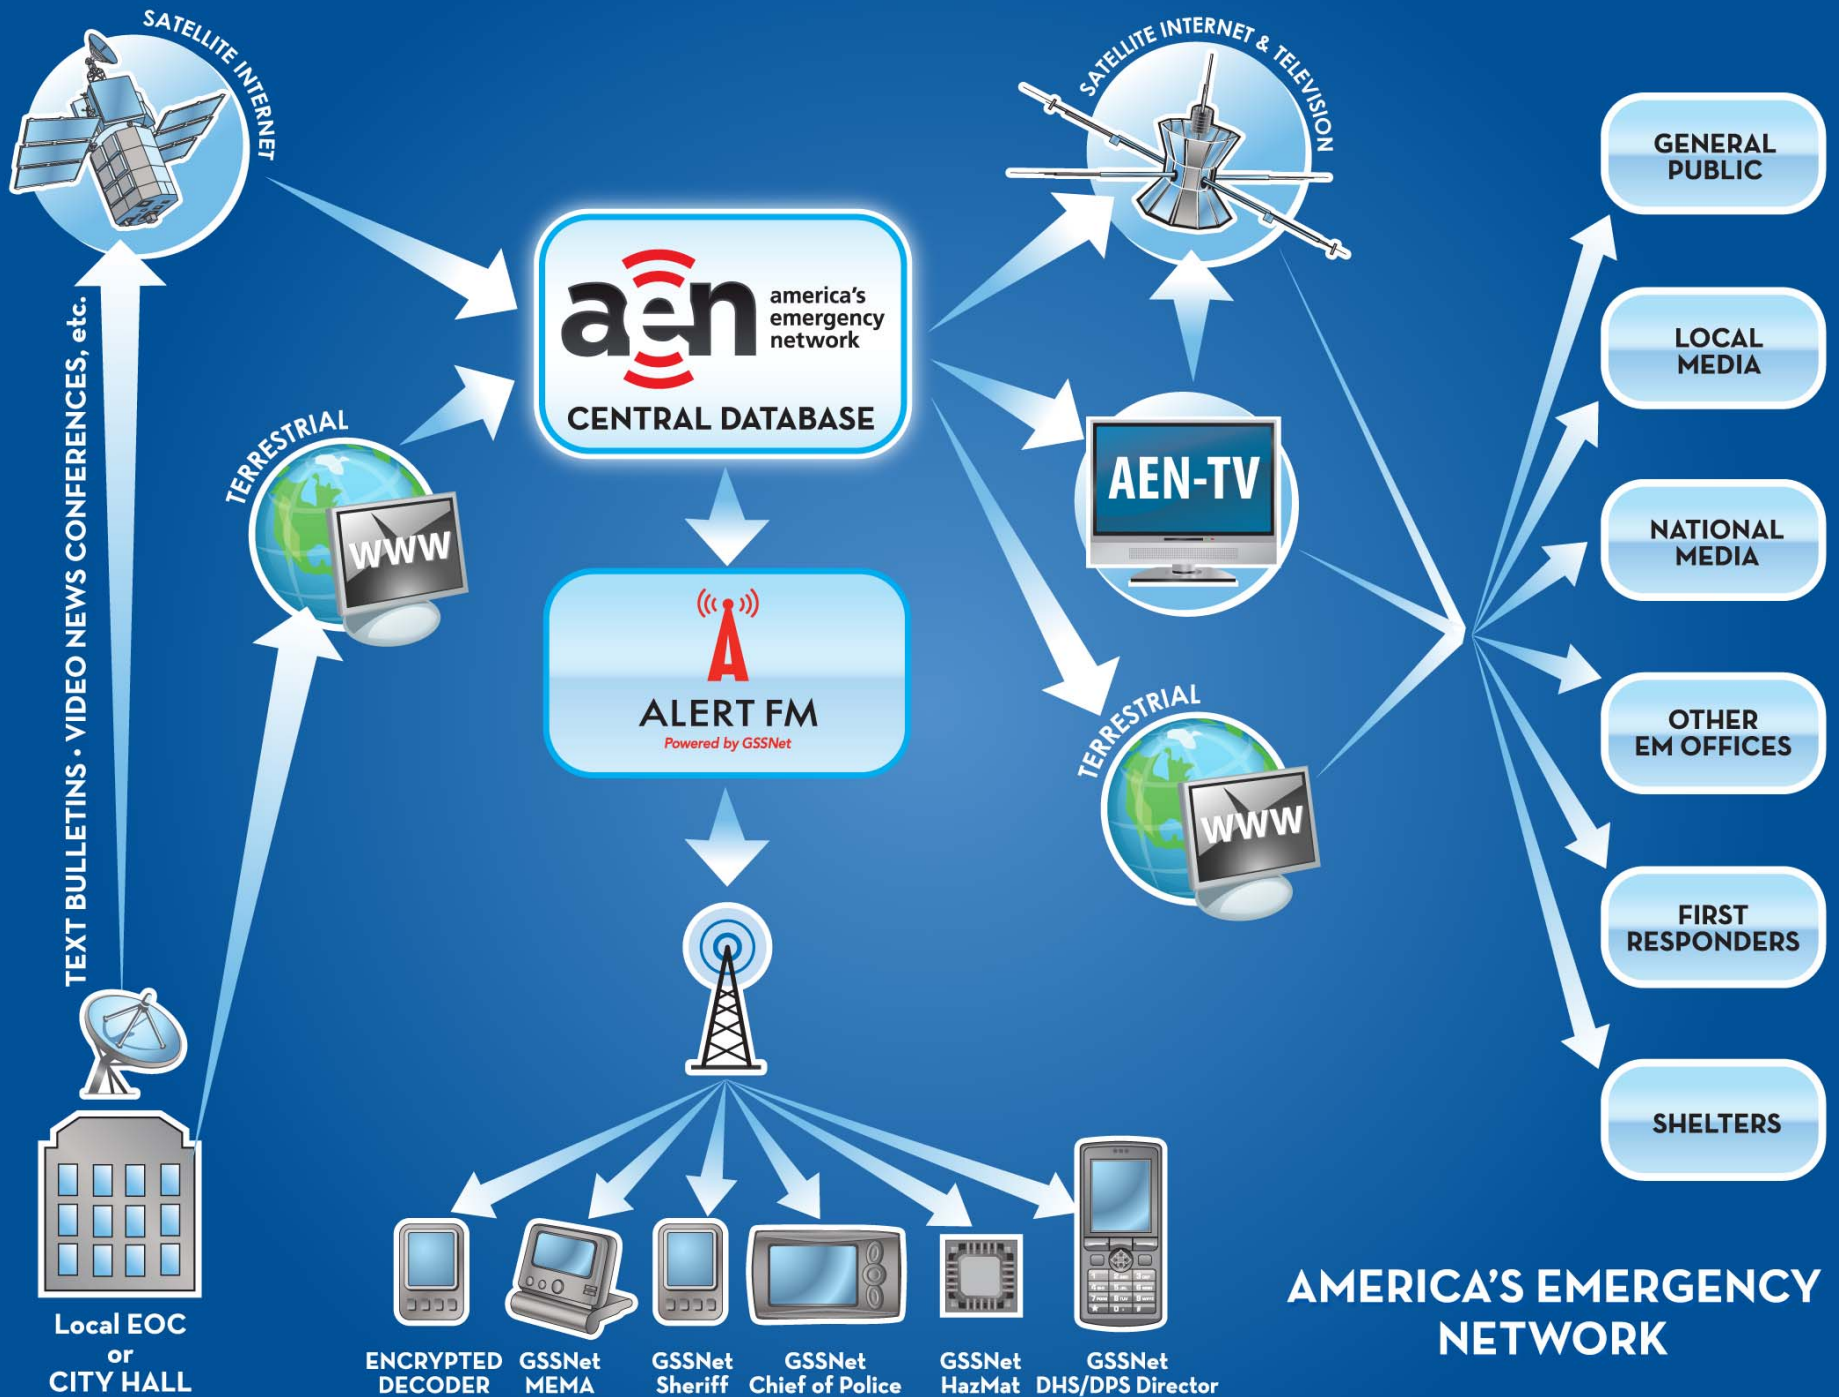 SATELLITE INTERNET
SATELLITE INTERNET & TELEVISION
GENERAL
PUBLIC
aen
america's
emergency
network
CENTRAL DATABASE
LOCAL
MEDIA
TEXT BULLETINS • VIDEO NEWS CONFERENCES, etc.
TERRESTRIAL
WWW
AEN-TV
NATIONAL
MEDIA
ALERT FM
Powered by GSSNet
TERRESTRIAL
WWW
OTHER
EM OFFICES
FIRST
RESPONDERS
SHELTERS
Local EOC
or
CITY HALL
ENCRYPTED
DECODER
GSSNet
MEMA
GSSNet
Sheriff
GSSNet
Chief of Police
GSSNet
HazMat
GSSNet
DHS/DPS Director
AMERICA'S EMERGENCY
NETWORK